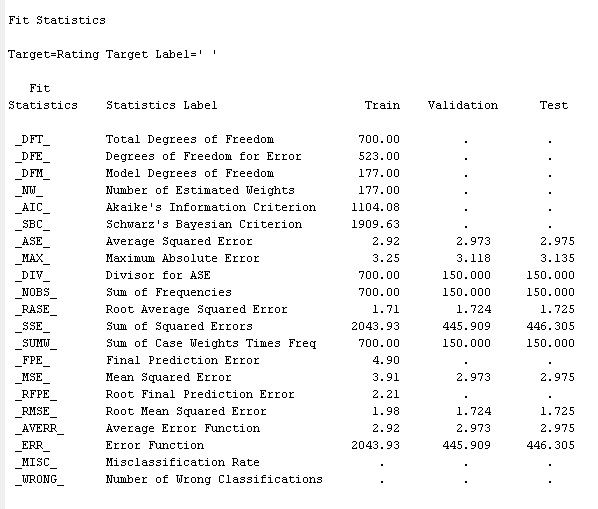 Fit Statistics
Target=Rating Target Label=' '
Fit
Statistics Statistics Label Train Validation Test
_DFT_ Total Degrees of Freedom 700.00 . .
_DFE_ Degrees of Freedom for Error 523.00 . .
_DFM_ Model Degrees of Freedom 177.00 . .
_NW_ Number of Estimated Weights 177.00 . .
_AIC_ Akaike's Information Criterion 1104.08 . .
_SBC_ Schwarz's Bayesian Criterion 1909.63 . .
_ASE_ Average Squared Error 2.92 2.973 2.975
_MAX_ Maximum Absolute Error 3.25 3.118 3.135
_DIV_ Divisor for ASE 700.00 150.000 150.000
_NOBS_ Sum of Frequencies 700.00 150.000 150.000
_RASE_ Root Average Squared Error 1.71 1.724 1.725
_SSE_ Sum of Squared Errors 2043.93 445.909 446.305
_SUMW_ Sum of Case Weights Times Freq 700.00 150.000 150.000
_FPE_ Final Prediction Error 4.90 . .
_MSE_ Mean Squared Error 3.91 2.973 2.975
_RFPE_ Root Final Prediction Error 2.21 . .
_RMSE_ Root Mean Squared Error 1.98 1.724 1.725
_AVERR_ Average Error Function 2.92 2.973 2.975
_ERR_ Error Function 2043.93 445.909 446.305
_MISC_ Misclassification Rate . . .
_WRONG_ Number of Wrong Classifications . . .